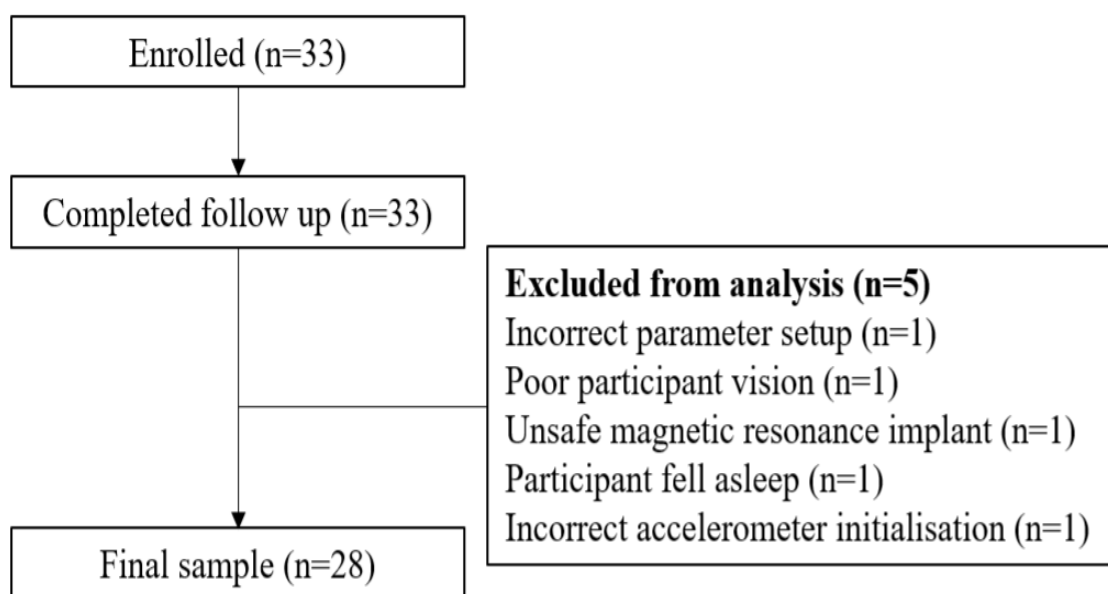 Enrolled (n=33)
Completed follow up (n=33)
Excluded from analysis (n=5)
Incorrect parameter setup (n=1)
Poor participant vision (n=1)
Unsafe magnetic resonance implant (n=1)
Participant fell asleep (n=1)
Incorrect accelerometer initialisation (n=1)
Final sample (n=28)